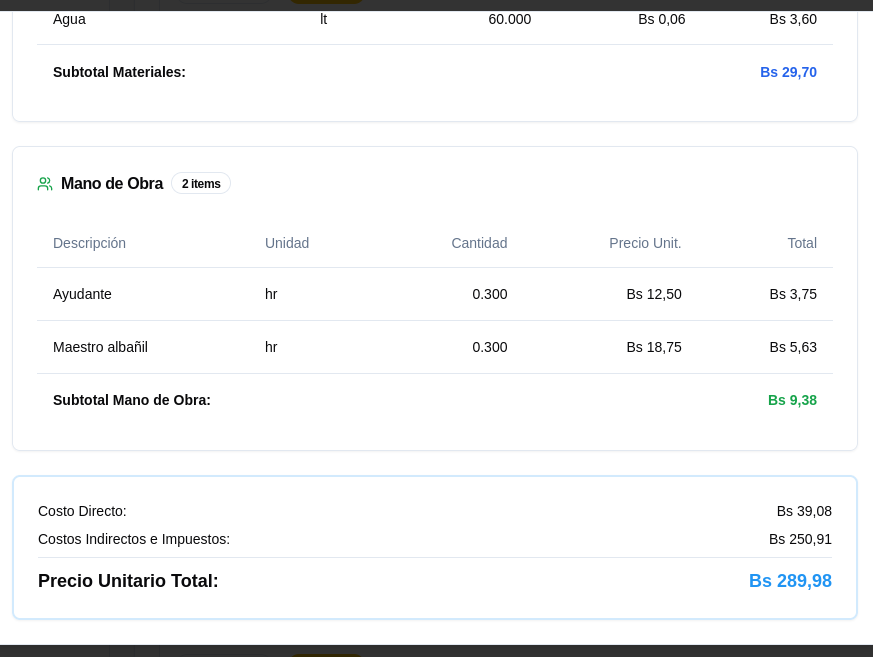 Agua lt 60.000 Bs 0,06 Bs 3,60
Subtotal Materiales: Bs 29,70
Mano de Obra 2 items
Descripción Unidad Cantidad Precio Unit. Total
Ayudante hr 0.300 Bs 12,50 Bs 3,75
Maestro albañil hr 0.300 Bs 18,75 Bs 5,63
Subtotal Mano de Obra: Bs 9,38
Costo Directo: Bs 39,08
Costos Indirectos e Impuestos: Bs 250,91
Precio Unitario Total: Bs 289,98